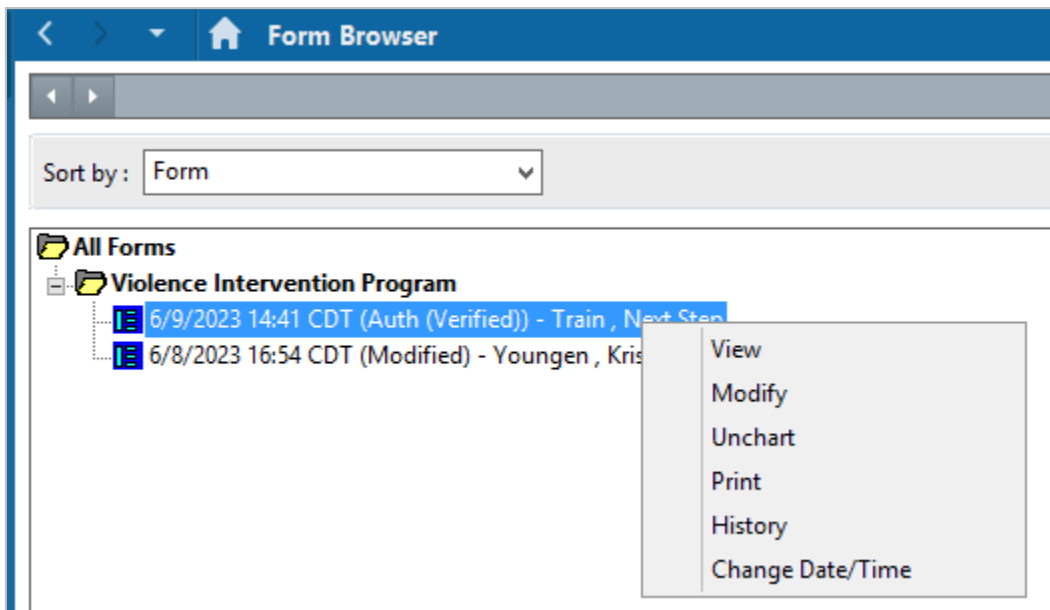 Form Browser
Sort by : Form
All Forms
Violence Intervention Program
6/9/2023 14:41 CDT (Auth (Verified)) - Train , Next Step
6/8/2023 16:54 CDT (Modified) - Youngen , Kris
View
Modify
Unchart
Print
History
Change Date/Time